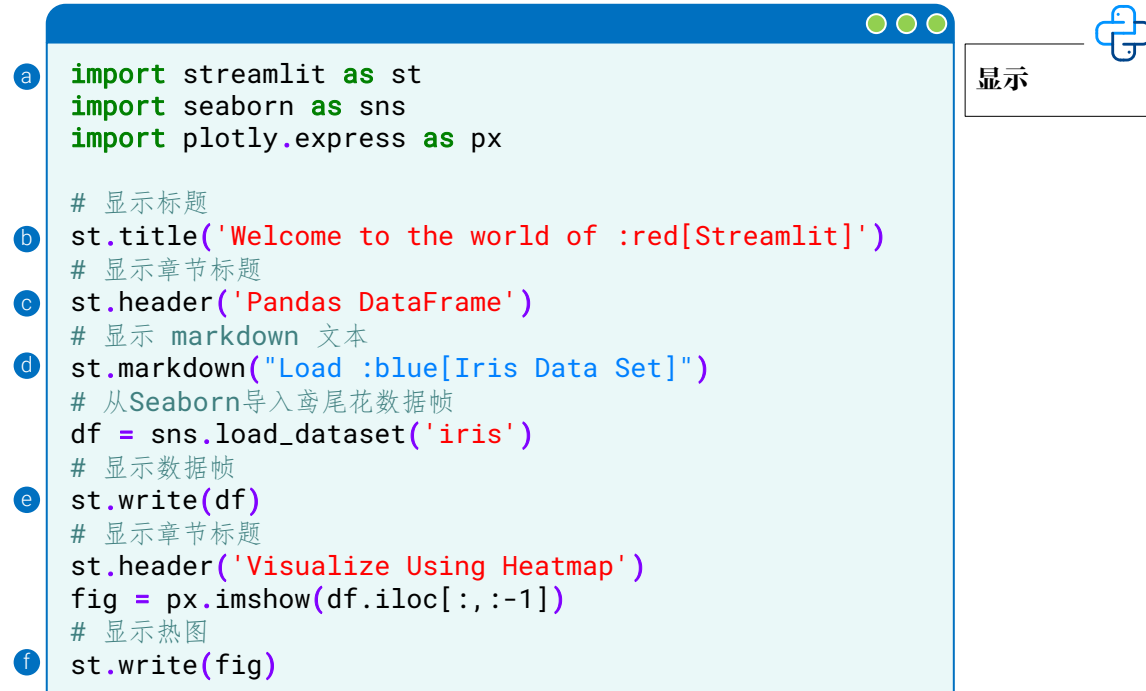 显示
a import streamlit as st
import seaborn as sns
import plotly.express as px
# 显示标题
b st.title('Welcome to the world of :red[Streamlit]')
# 显示章节标题
c st.header('Pandas DataFrame')
# 显示 markdown 文本
d st.markdown("Load :blue[Iris Data Set]")
# 从Seaborn导入鸢尾花数据帧
df = sns.load_dataset('iris')
# 显示数据帧
e st.write(df)
# 显示章节标题
st.header('Visualize Using Heatmap')
fig = px.imshow(df.iloc[:,:-1])
# 显示热图
f st.write(fig)